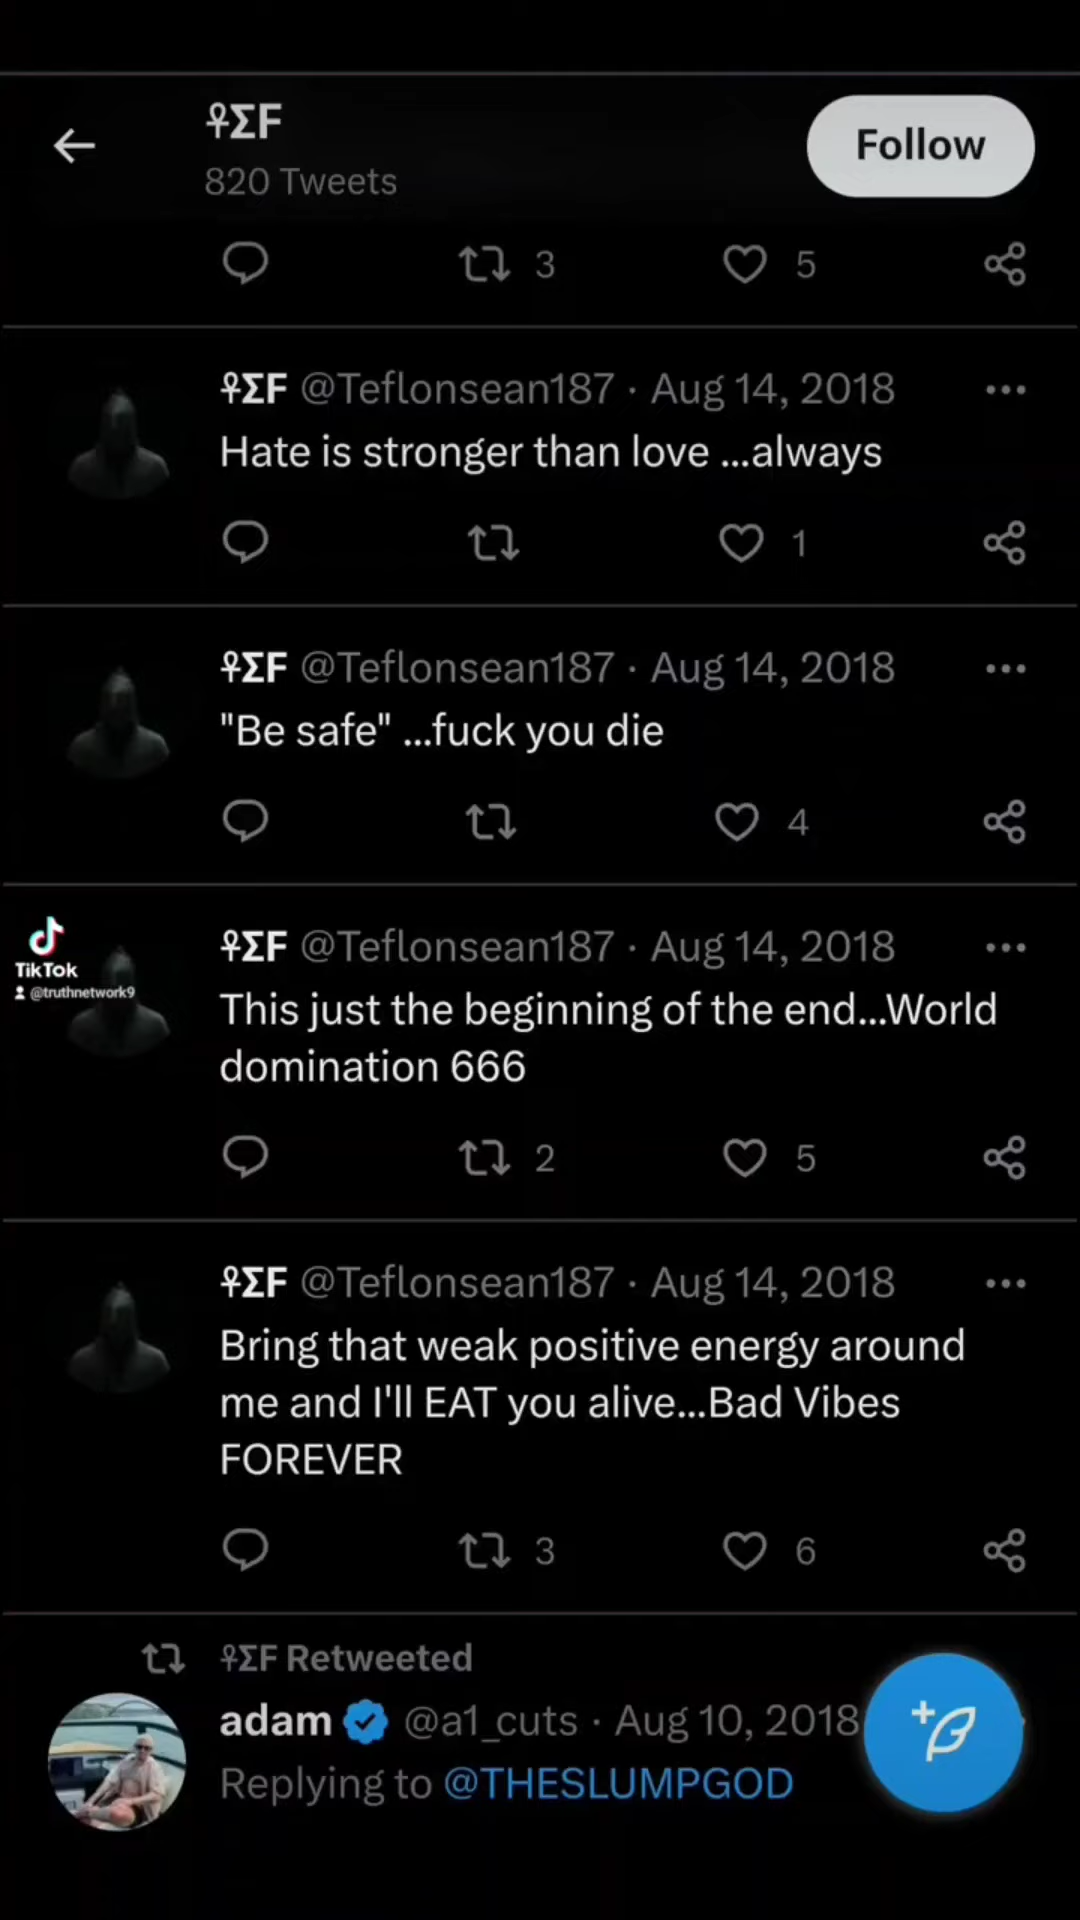 ⚨ΣF
820 Tweets
Follow
3
5
⚨ΣF @Teflonsean187 · Aug 14, 2018
Hate is stronger than love ...always
1
⚨ΣF @Teflonsean187 · Aug 14, 2018
"Be safe" ...fuck you die
4
⚨ΣF @Teflonsean187 · Aug 14, 2018
This just the beginning of the end...World
domination 666
2
5
TikTok
@truthnetwork9
⚨ΣF @Teflonsean187 · Aug 14, 2018
Bring that weak positive energy around
me and I'll EAT you alive...Bad Vibes
FOREVER
3
6
⚨ΣF Retweeted
adam @a1_cuts · Aug 10, 2018
Replying to @THESLUMPGOD